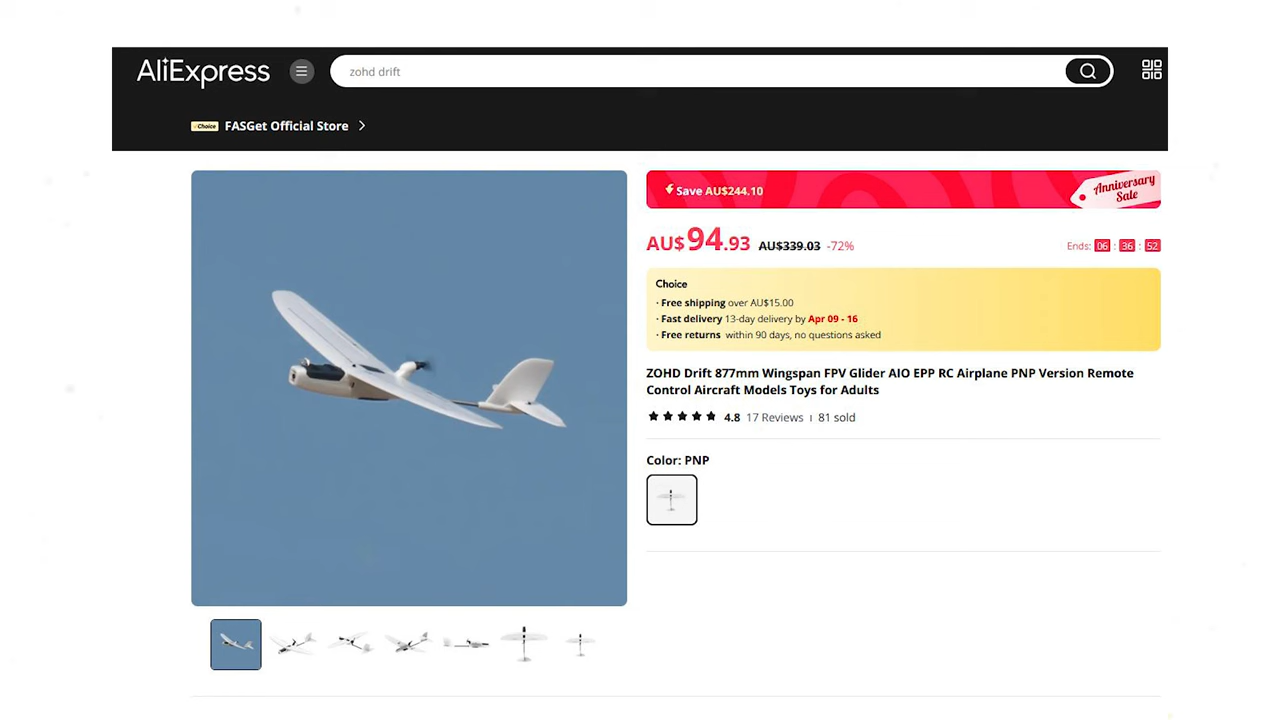 AliExpress
zohd drift
Choice FASGet Official Store
Save AU$244.10
Anniversary
Sale
AU$94.93 AU$339.03 -72%
Ends: 06 : 36 : 52
Choice
· Free shipping over AU$15.00
· Fast delivery 13-day delivery by Apr 09 - 16
· Free returns within 90 days, no questions asked
ZOHD Drift 877mm Wingspan FPV Glider AIO EPP RC Airplane PNP Version Remote
Control Aircraft Models Toys for Adults
4.8 17 Reviews 81 sold
Color: PNP